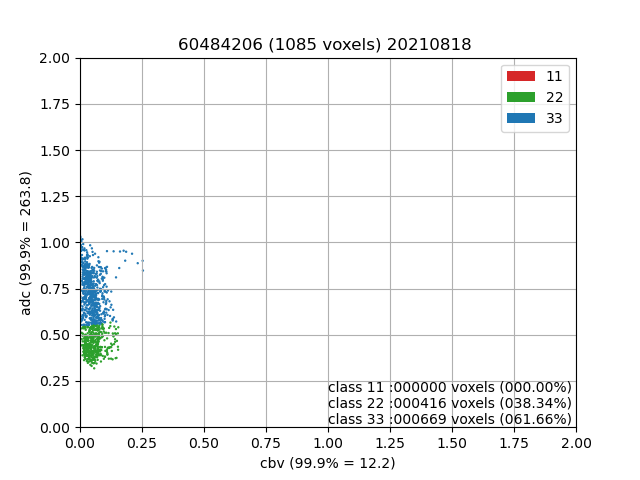 60484206 (1085 voxels) 20210818
2.00
1.75
1.50
1.25
1.00
0.75
0.50
0.25
0.00
adc (99.9% = 263.8)
11
22
33
class 11 :000000 voxels (000.00%)
class 22 :000416 voxels (038.34%)
class 33 :000669 voxels (061.66%)
0.00 0.25 0.50 0.75 1.00 1.25 1.50 1.75 2.00
cbv (99.9% = 12.2)